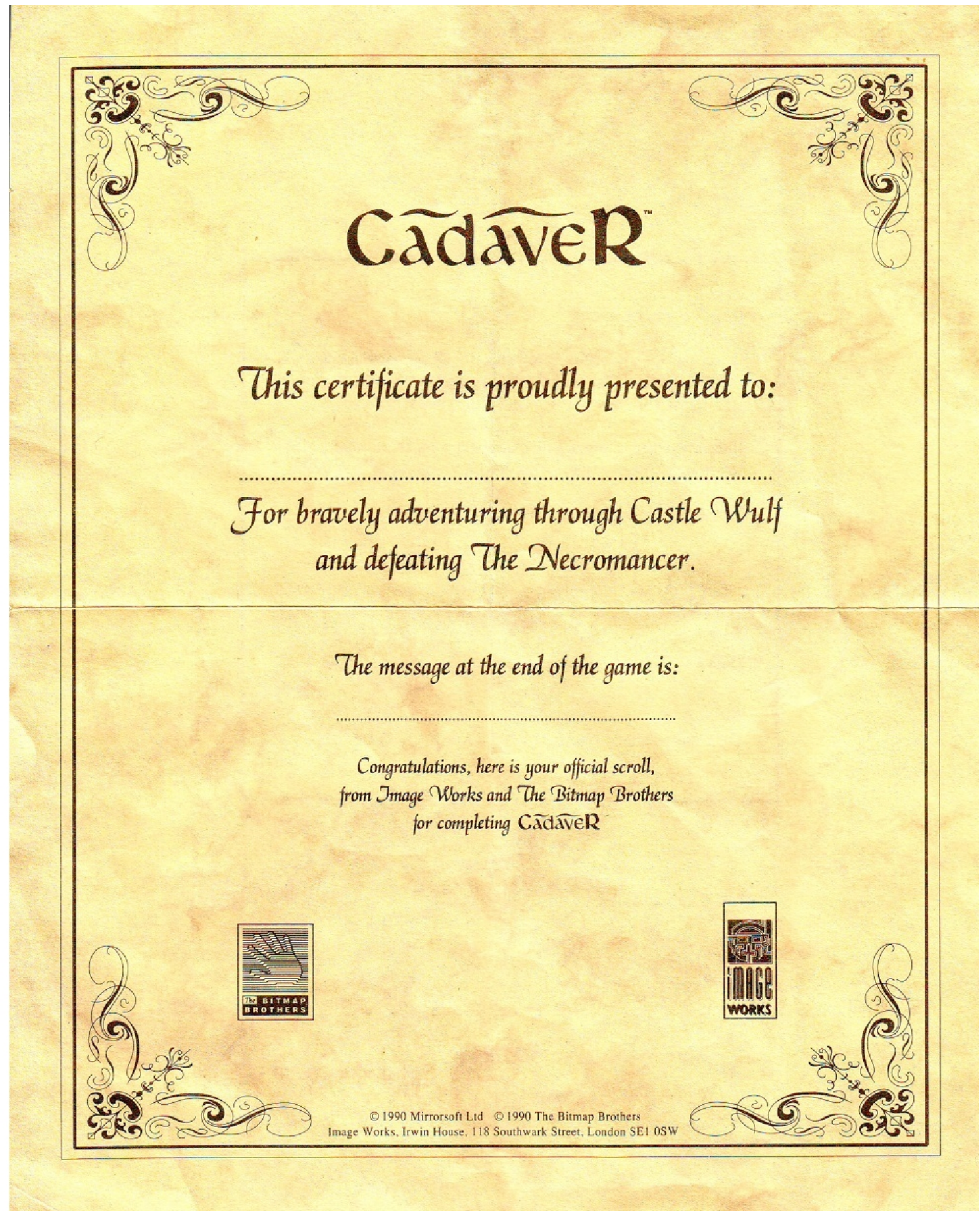 CadaveR™
This certificate is proudly presented to:
For bravely adventuring through Castle Wulf
and defeating The Necromancer.
The message at the end of the game is:
Congratulations, here is your official scroll,
from Image Works and The Bitmap Brothers
for completing CadaveR
The BITMAP
BROTHERS
iMAGE
WORKS
© 1990 Mirrorsoft Ltd © 1990 The Bitmap Brothers
Image Works, Irwin House, 118 Southwark Street, London SE1 0SW